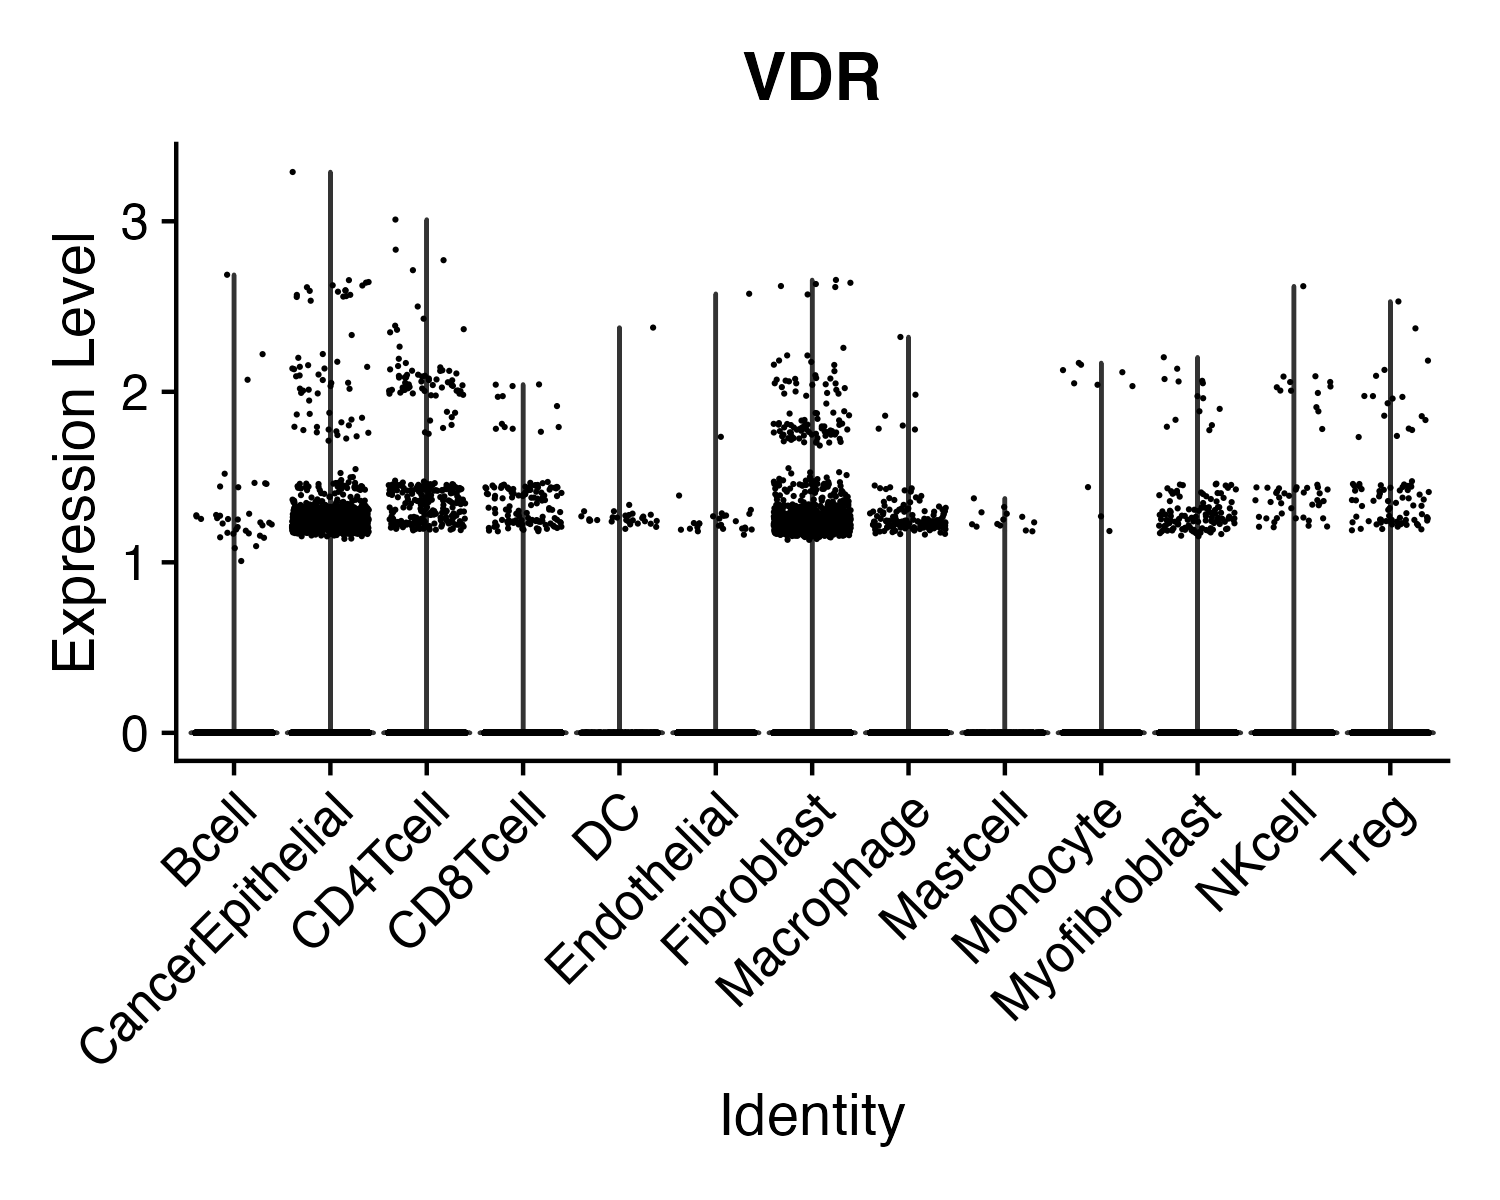 VDR
Expression Level
3
2
1
0
Bcell
CancerEpithelial
CD4Tcell
CD8Tcell
DC
Endothelial
Fibroblast
Macrophage
Mastcell
Monocyte
Myofibroblast
NKcell
Treg
Identity